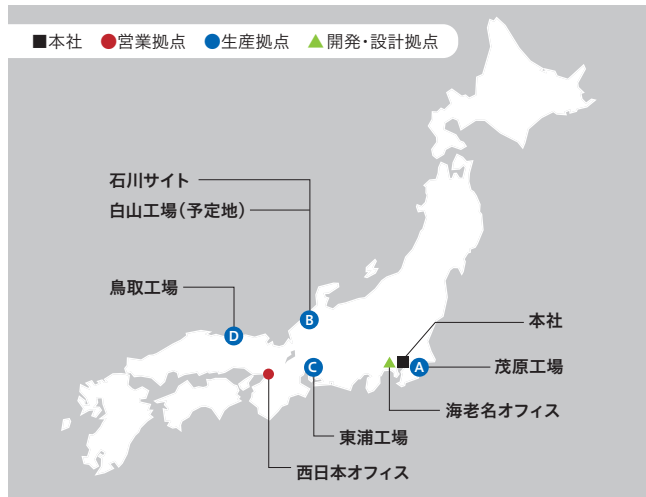 ■本社 ●営業拠点 ●生産拠点 ▲開発・設計拠点
石川サイト
白山工場（予定地）
鳥取工場
D
B
本社
A
茂原工場
C
海老名オフィス
東浦工場
西日本オフィス